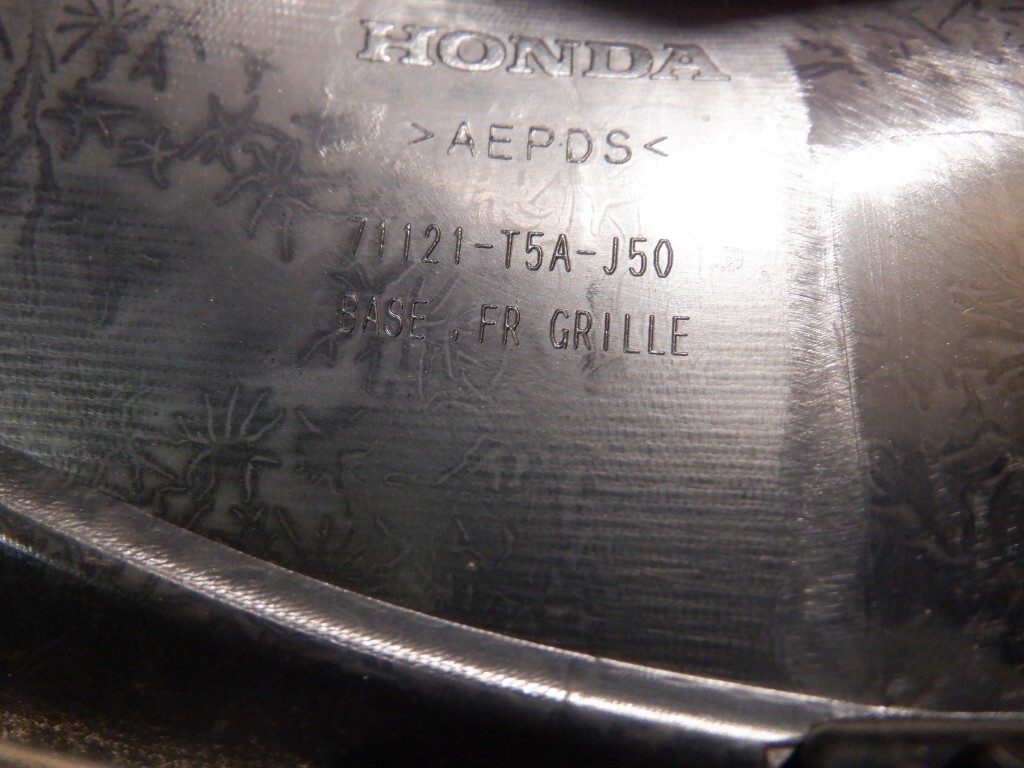 HONDA
>AEPDS<
71121-T5A-J50
BASE,FR GRILLE